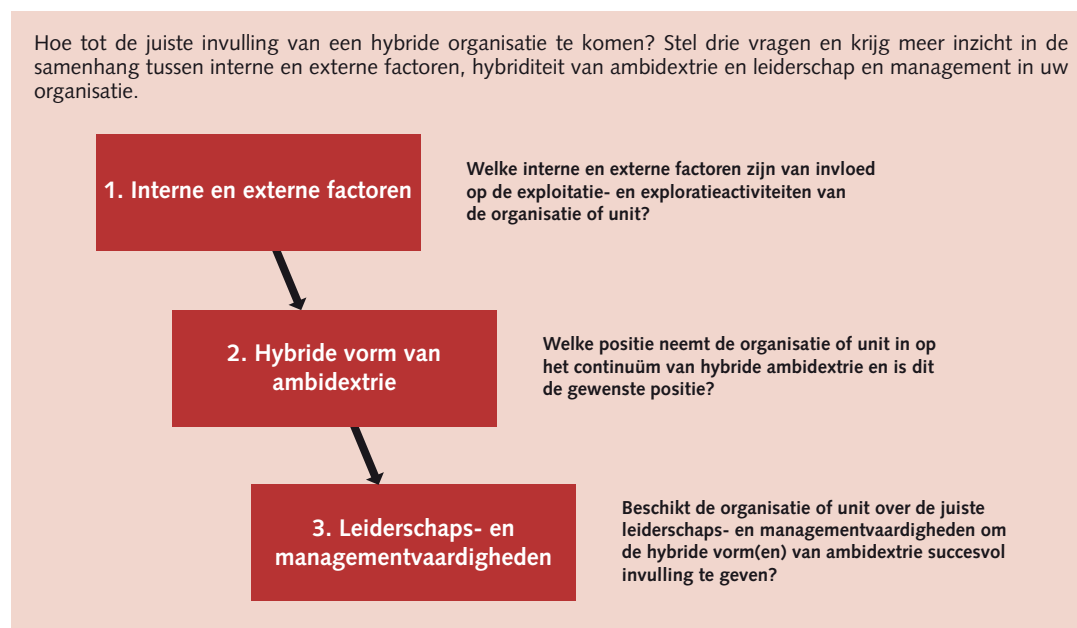 Hoe tot de juiste invulling van een hybride organisatie te komen? Stel drie vragen en krijg meer inzicht in de
samenhang tussen interne en externe factoren, hybriditeit van ambidextrie en leiderschap en management in uw
organisatie.
1. Interne en externe factoren
Welke interne en externe factoren zijn van invloed
op de exploitatie- en exploratieactiviteiten van
de organisatie of unit?
2. Hybride vorm van
ambidextrie
Welke positie neemt de organisatie of unit in op
het continuüm van hybride ambidextrie en is dit
de gewenste positie?
3. Leiderschaps- en
managementvaardigheden
Beschikt de organisatie of unit over de juiste
leiderschaps- en managementvaardigheden om
de hybride vorm(en) van ambidextrie succesvol
invulling te geven?